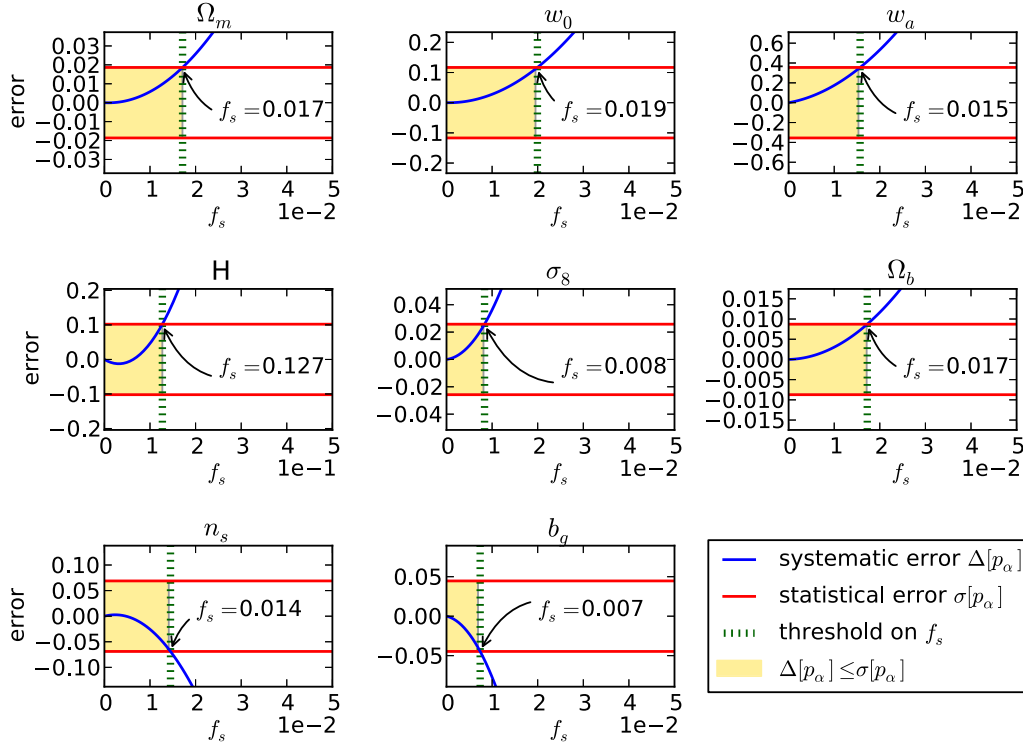 Ω_m
error
0.03
0.02
0.01
0.00
−0.01
−0.02
−0.03
f_s = 0.017
0 1 2 3 4 5
1e-2
f_s
w_0
0.2
0.1
0.0
−0.1
−0.2
f_s = 0.019
0 1 2 3 4 5
1e-2
f_s
w_a
0.6
0.4
0.2
0.0
−0.2
−0.4
−0.6
f_s = 0.015
0 1 2 3 4 5
1e-2
f_s
H
error
0.2
0.1
0.0
−0.1
−0.2
f_s = 0.127
0 1 2 3 4 5
1e-1
f_s
σ_8
0.04
0.02
0.00
−0.02
−0.04
f_s = 0.008
0 1 2 3 4 5
1e-2
f_s
Ω_b
0.015
0.010
0.005
0.000
−0.005
−0.010
−0.015
f_s = 0.017
0 1 2 3 4 5
1e-2
f_s
n_s
error
0.10
0.05
0.00
−0.05
−0.10
f_s = 0.014
0 1 2 3 4 5
1e-2
f_s
b_g
0.05
0.00
−0.05
f_s = 0.007
0 1 2 3 4 5
1e-2
f_s
systematic error Δ[p_α]
statistical error σ[p_α]
threshold on f_s
Δ[p_α] ≤ σ[p_α]